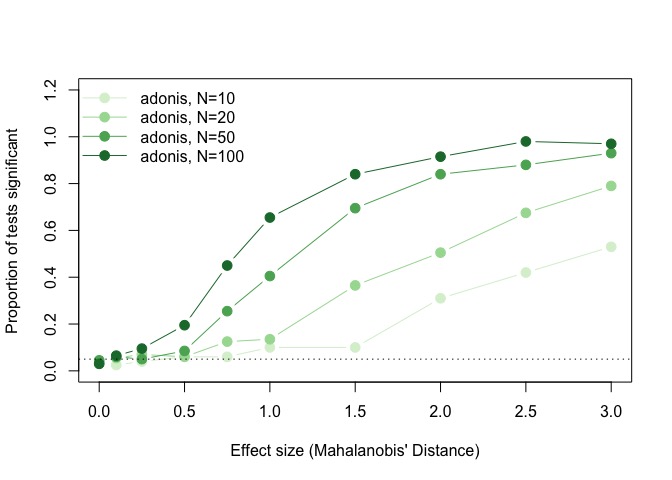 adonis, N=10
adonis, N=20
adonis, N=50
adonis, N=100
Proportion of tests significant
1.2
1.0
0.8
0.6
0.4
0.2
0.0
0.0 0.5 1.0 1.5 2.0 2.5 3.0
Effect size (Mahalanobis' Distance)